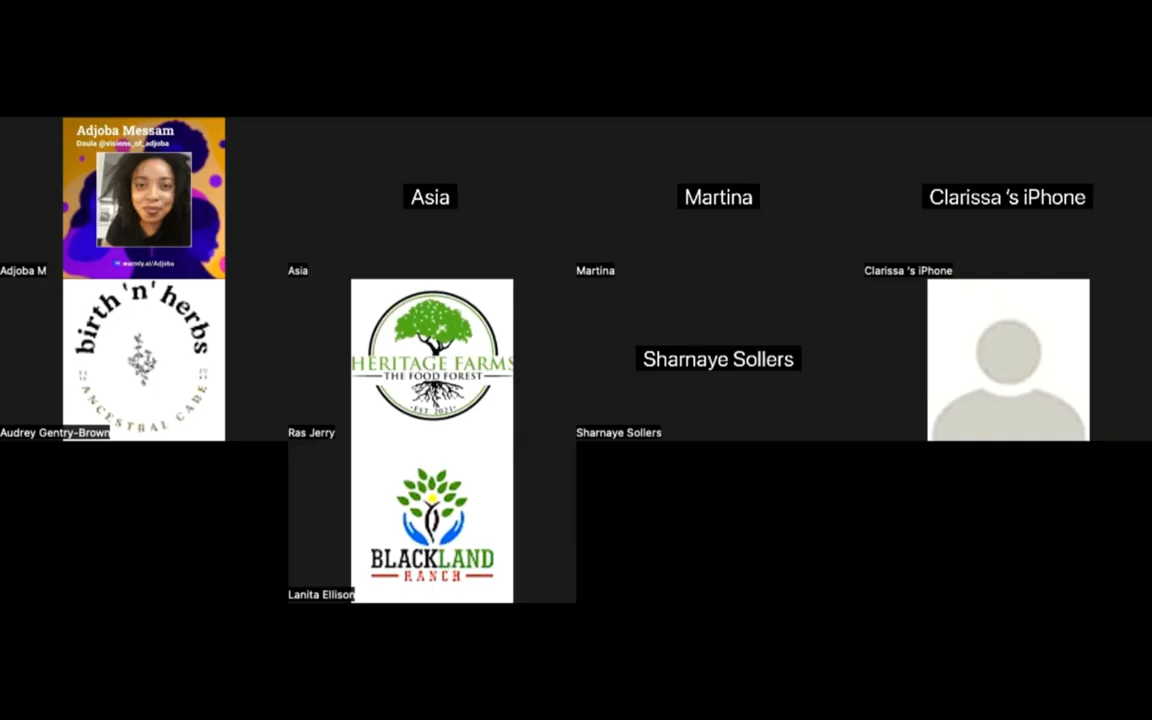 Adjoba Messam
Doula @visions_of_adjoba
warmly.ai/Adjoba
Adjoba M
Asia
Asia
Martina
Martina
Clarissa 's iPhone
Clarissa 's iPhone
birth 'n' herbs
ANCESTRAL CARE
Audrey Gentry-Brown
HERITAGE FARMS
THE FOOD FOREST
·EST. 2021·
Ras Jerry
Sharnaye Sollers
Sharnaye Sollers
BLACKLAND
RANCH
Lanita Ellison